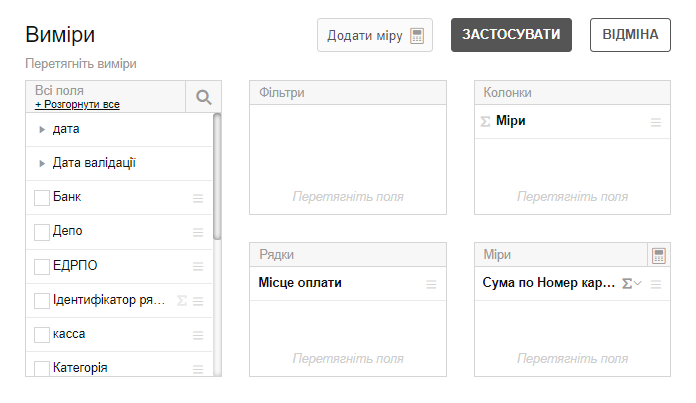 Виміри
Додати міру
ЗАСТОСУВАТИ
ВІДМІНА
Перетягніть виміри
Всі поля
+ Розгорнути все
дата
Дата валідації
Банк
Депо
ЕДРПО
Ідентифікатор ря...
касса
Категорія
Фільтри
Перетягніть поля
Колонки
Σ Міри
Перетягніть поля
Рядки
Місце оплати
Перетягніть поля
Міри
Сума по Номер кар... Σ
Перетягніть поля